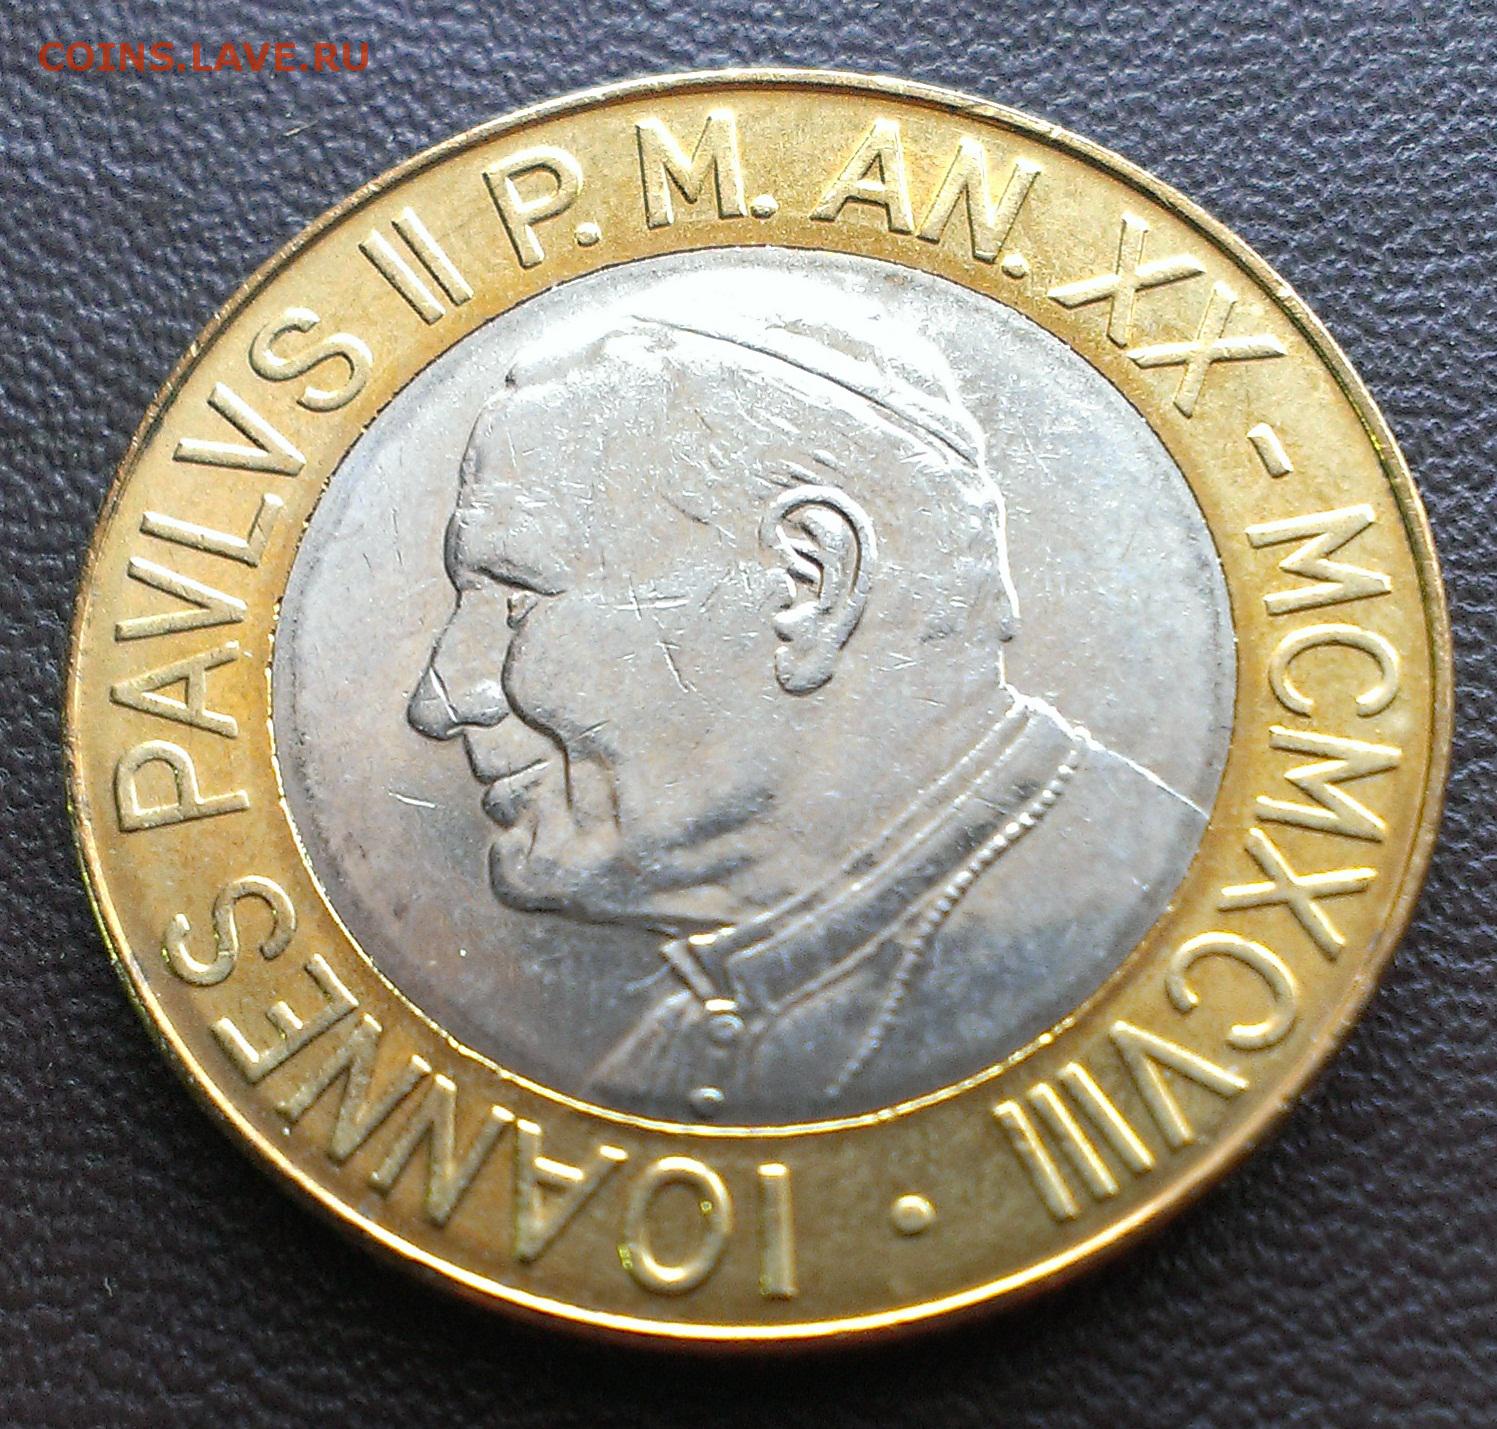 COINS.LAVE.RU
IOANNES PAVLVS II P. M. AN. XX - MCMXCVIII •